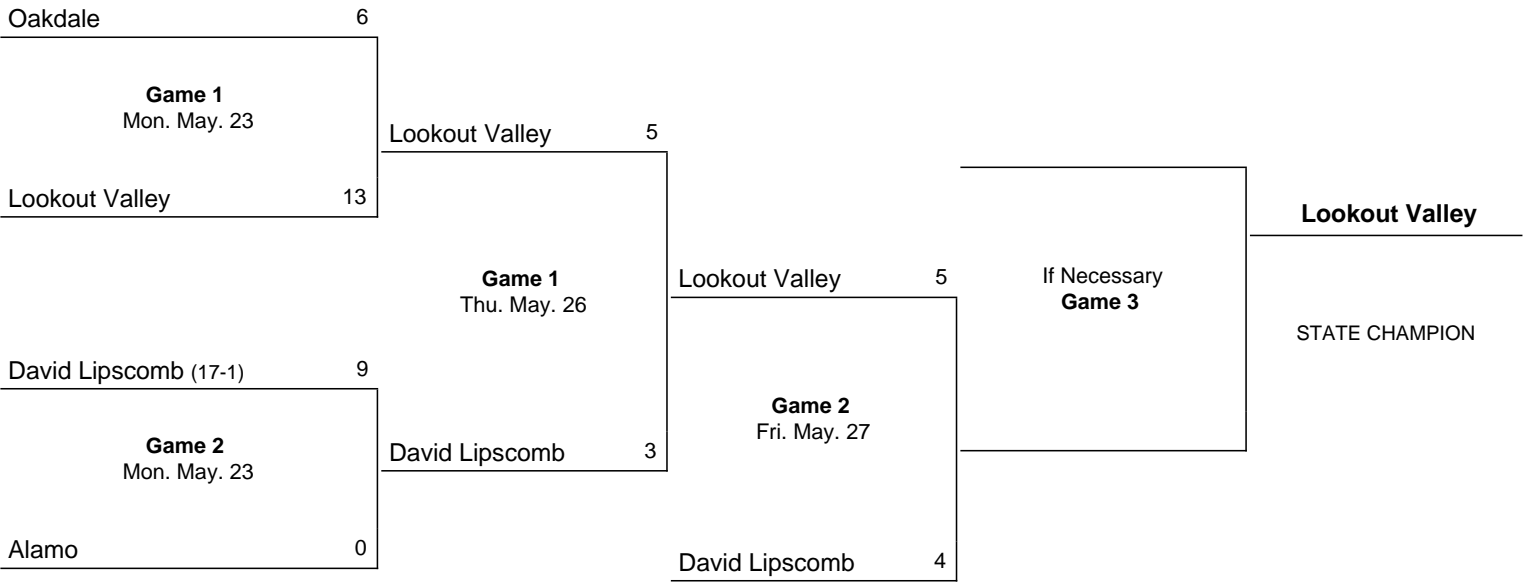 Oakdale 6
Game 1
Mon. May. 23
Lookout Valley 13
David Lipscomb (17-1) 9
Game 2
Mon. May. 23
Alamo 0
Lookout Valley 5
Game 1
Thu. May. 26
David Lipscomb 3
Lookout Valley 5
Game 2
Fri. May. 27
David Lipscomb 4
If Necessary
Game 3
Lookout Valley
STATE CHAMPION